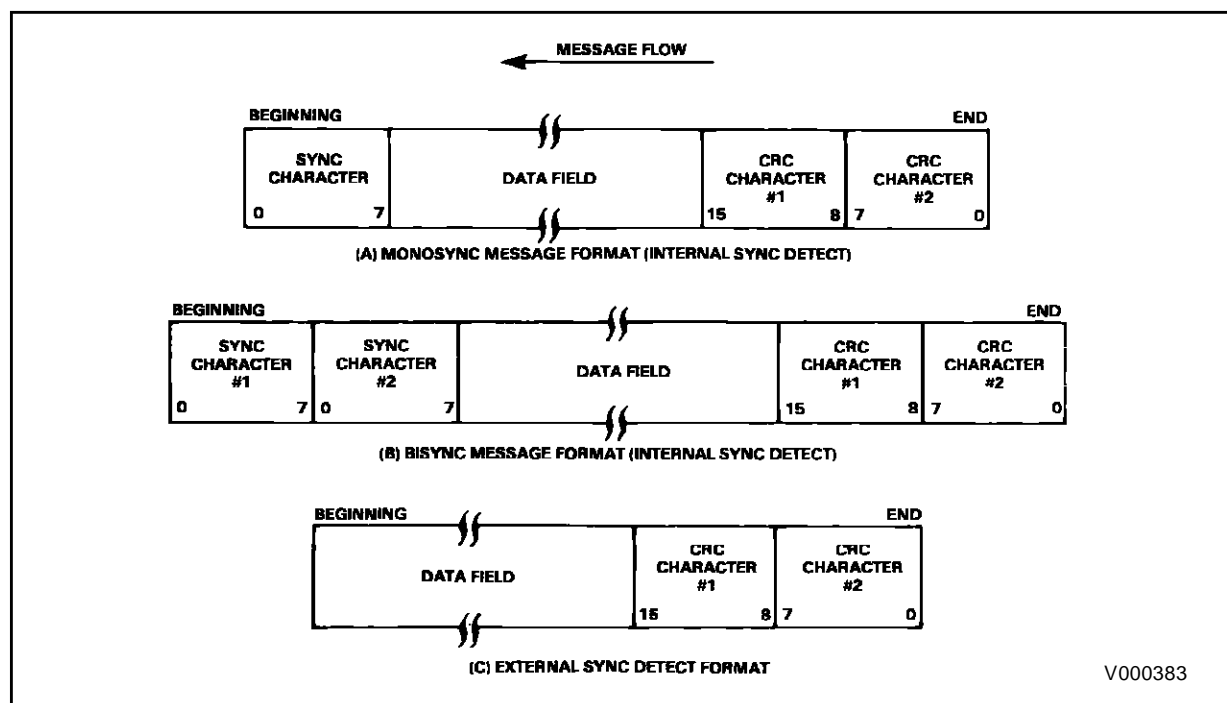 MESSAGE FLOW
BEGINNING END
SYNC CHARACTER
0 7
DATA FIELD
CRC CHARACTER #1
15 8
CRC CHARACTER #2
7 0
(A) MONOSYNC MESSAGE FORMAT (INTERNAL SYNC DETECT)
BEGINNING END
SYNC CHARACTER #1
0 7
SYNC CHARACTER #2
0 7
DATA FIELD
CRC CHARACTER #1
15 8
CRC CHARACTER #2
7 0
(B) BISYNC MESSAGE FORMAT (INTERNAL SYNC DETECT)
BEGINNING END
DATA FIELD
CRC CHARACTER #1
15 8
CRC CHARACTER #2
7 0
(C) EXTERNAL SYNC DETECT FORMAT
V000383